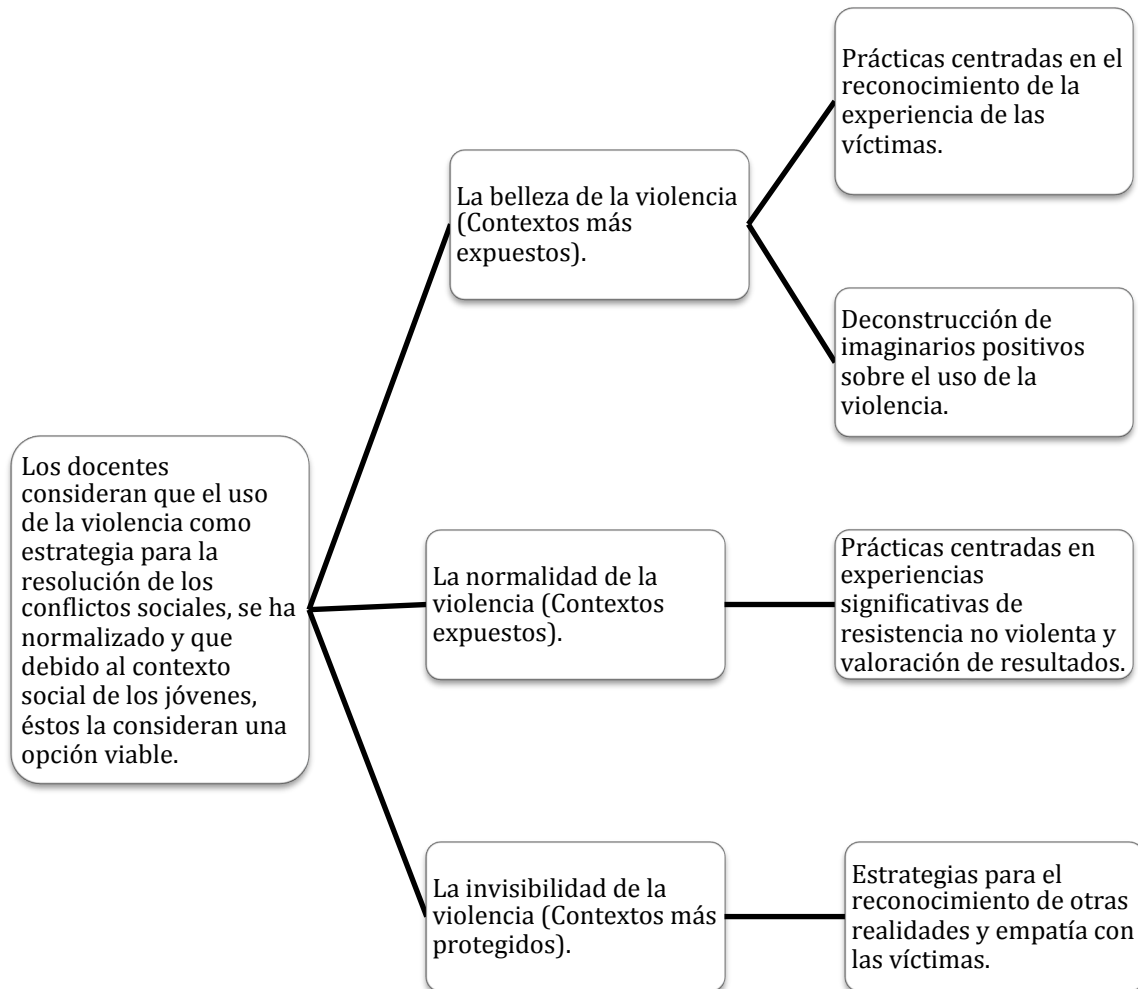 Los docentes
consideran que el uso
de la violencia como
estrategia para la
resolución de los
conflictos sociales, se ha
normalizado y que
debido al contexto
social de los jóvenes,
éstos la consideran una
opción viable.
La belleza de la violencia
(Contextos más
expuestos).
Prácticas centradas en el
reconocimiento de la
experiencia de las
víctimas.
Deconstrucción de
imaginarios positivos
sobre el uso de la
violencia.
La normalidad de la
violencia (Contextos
expuestos).
Prácticas centradas en
experiencias
significativas de
resistencia no violenta y
valoración de resultados.
La invisibilidad de la
violencia (Contextos más
protegidos).
Estrategias para el
reconocimiento de otras
realidades y empatía con
las víctimas.